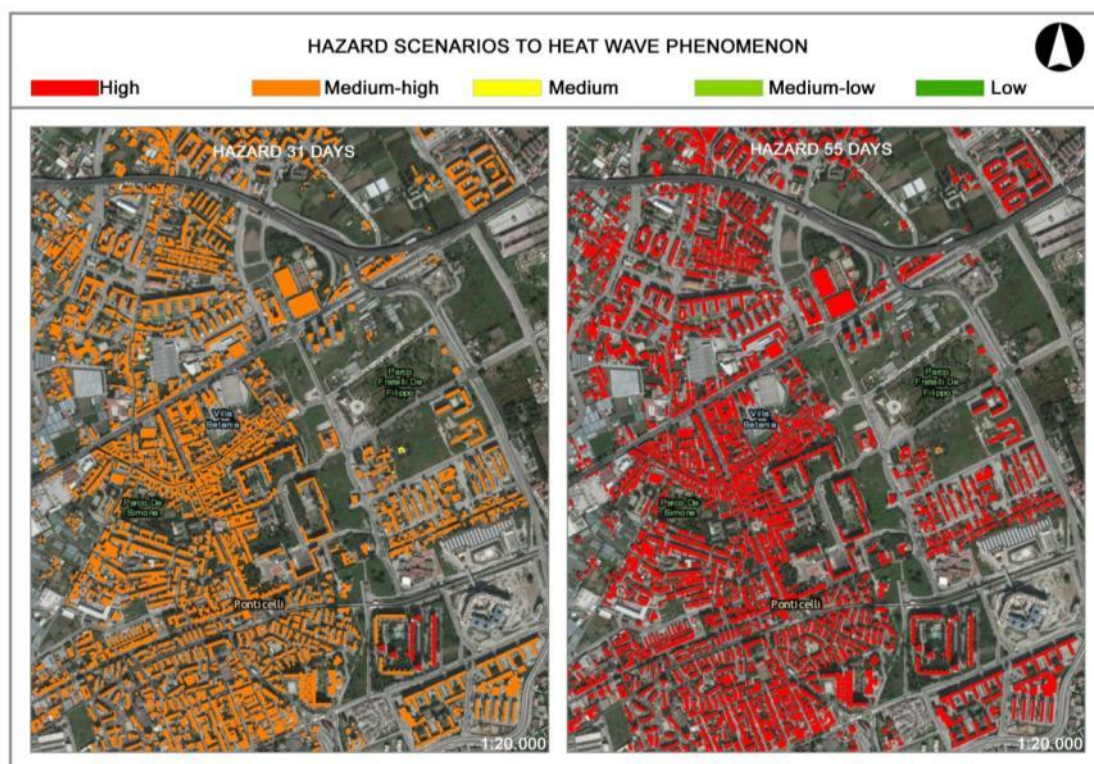 HAZARD SCENARIOS TO HEAT WAVE PHENOMENON
High Medium-high Medium Medium-low Low
HAZARD 31 DAYS
HAZARD 55 DAYS
Parco
Fratelli De
Filippo
Parco
Fratelli De
Filippo
Villa
Betania
Villa
Betania
Parco De
Simone
Parco De
Simone
Ponticelli
Ponticelli
1:20.000
1:20.000